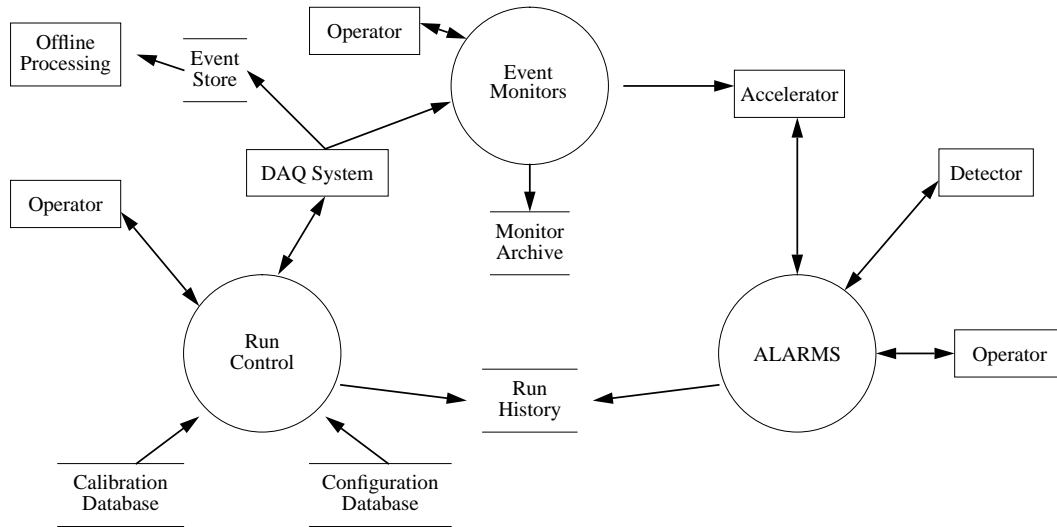 Offline
Processing
Event
Store
Operator
Event
Monitors
Accelerator
DAQ System
Detector
Operator
Monitor
Archive
Run
Control
ALARMS
Operator
Run
History
Calibration
Database
Configuration
Database